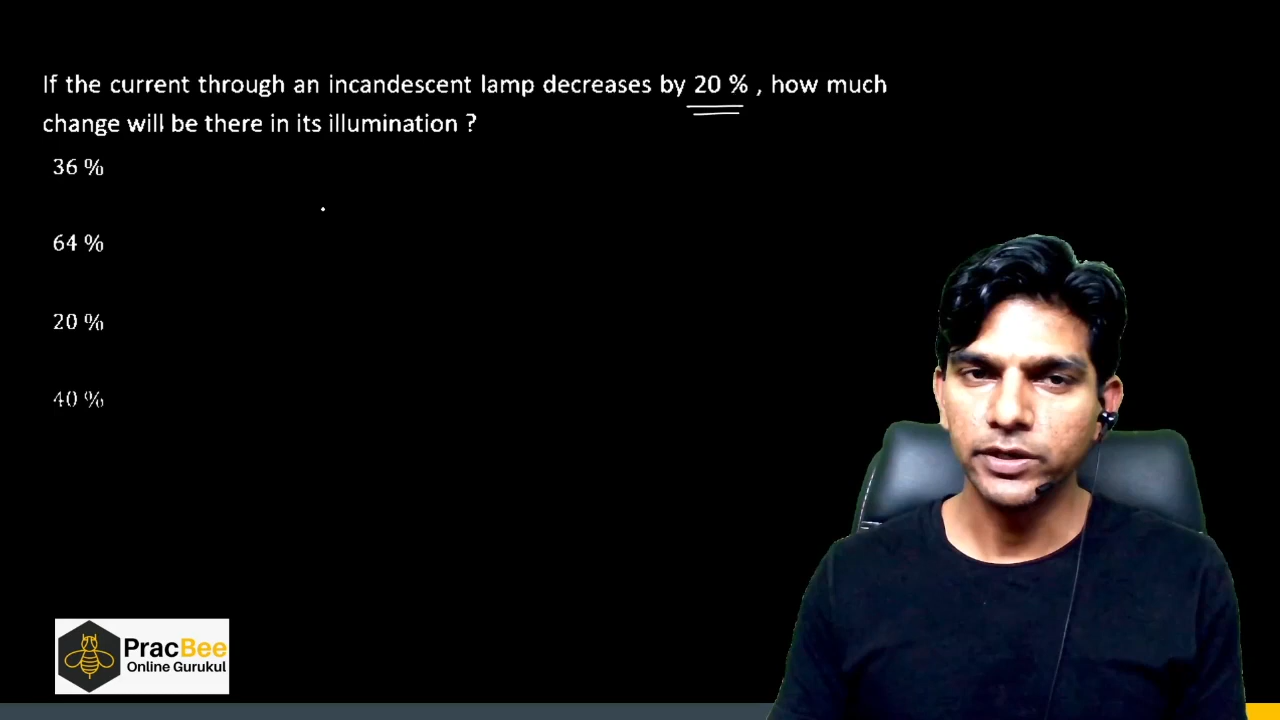 If the current through an incandescent lamp decreases by 20 % , how much
change will be there in its illumination ?
36 %
64 %
20 %
40 %
PracBee
Online Gurukul